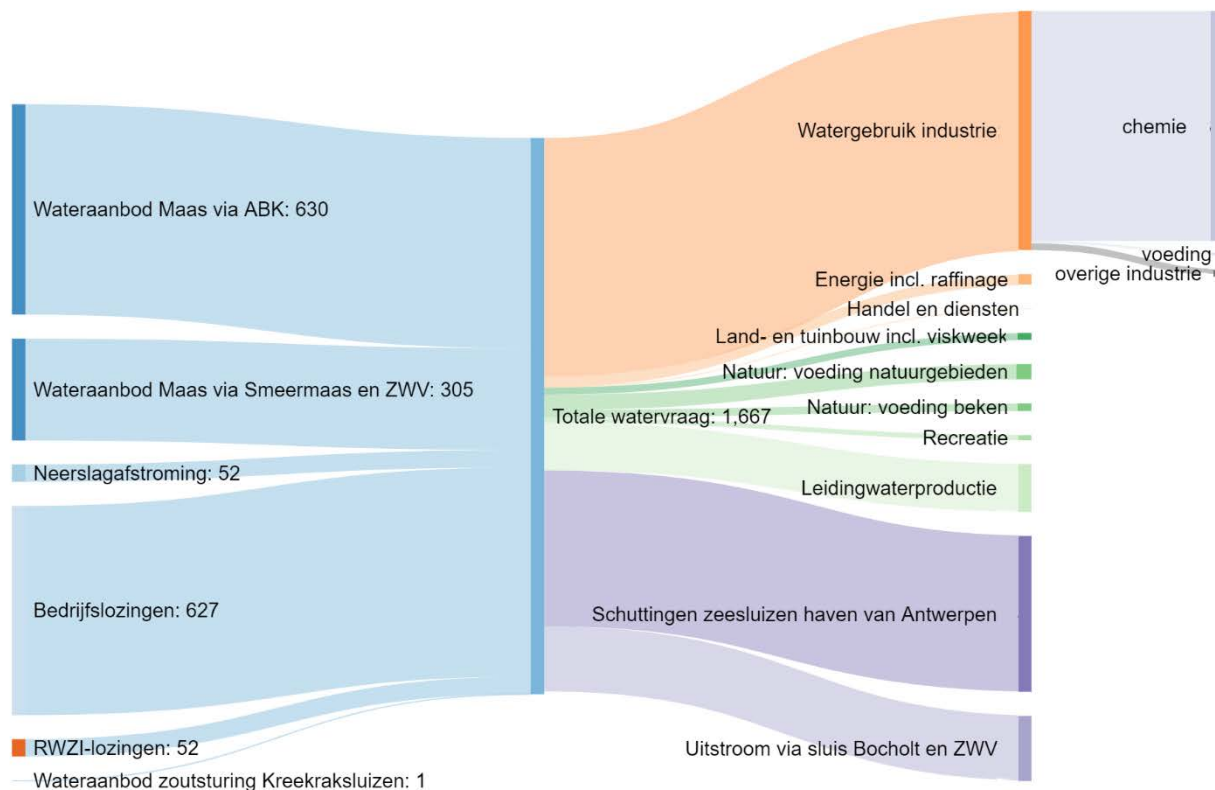 Wateraanbod Maas via ABK: 630
Wateraanbod Maas via Smeermaas en ZWV: 305
Neerslagafstroming: 52
Bedrijfslozingen: 627
RWZI-lozingen: 52
Wateraanbod zoutsturing Kreekraksluizen: 1
Totale watervraag: 1,667
Watergebruik industrie
Energie incl. raffinage
Handel en diensten
Land- en tuinbouw incl. viskweek
Natuur: voeding natuurgebieden
Natuur: voeding beken
Recreatie
Leidingwaterproductie
Schuttingen zeesluizen haven van Antwerpen
Uitstroom via sluis Bocholt en ZWV
chemie
voeding
overige industrie